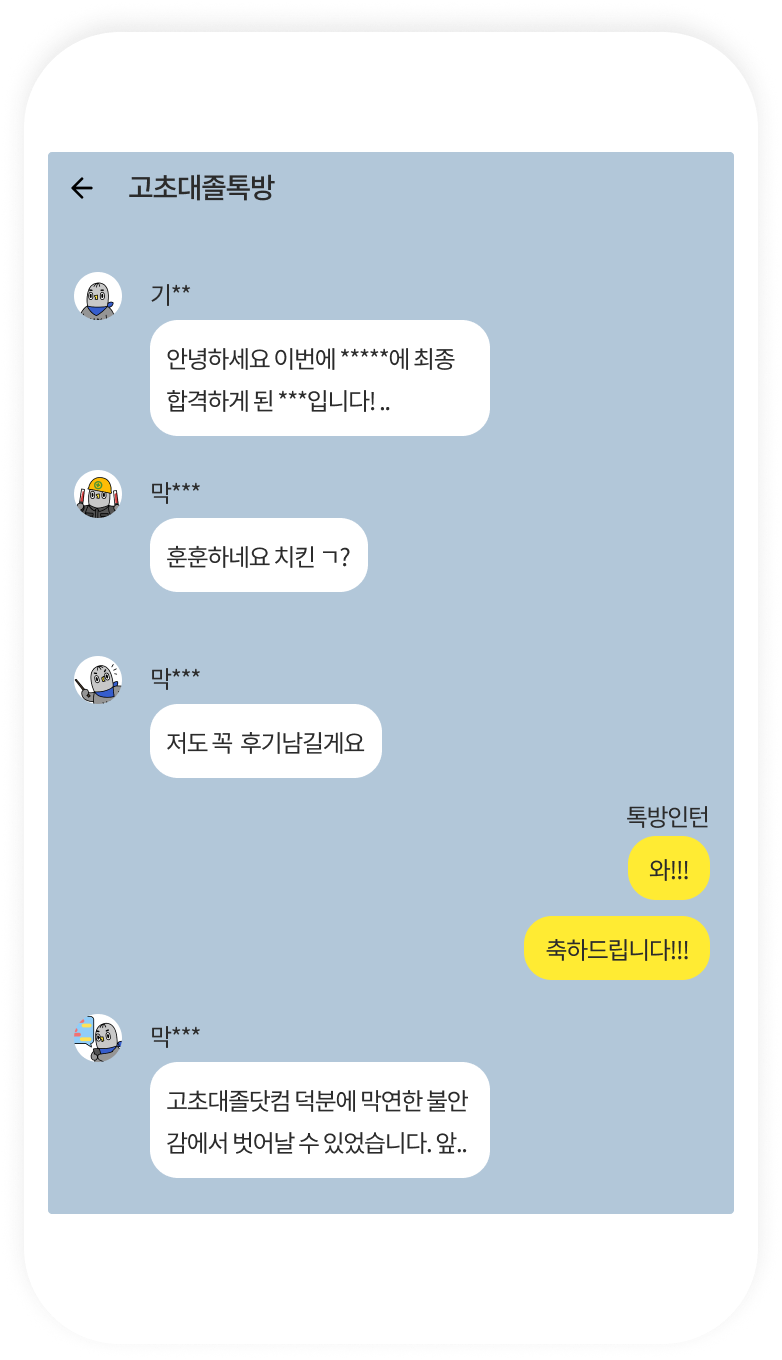 고초대졸톡방
기**
안녕하세요 이번에 *****에 최종
합격하게 된 ***입니다! ..
막***
훈훈하네요 치킨 ㄱ?
막***
저도 꼭 후기남길게요
톡방인턴
와!!!
축하드립니다!!!
막***
고초대졸닷컴 덕분에 막연한 불안
감에서 벗어날 수 있었습니다. 앞..